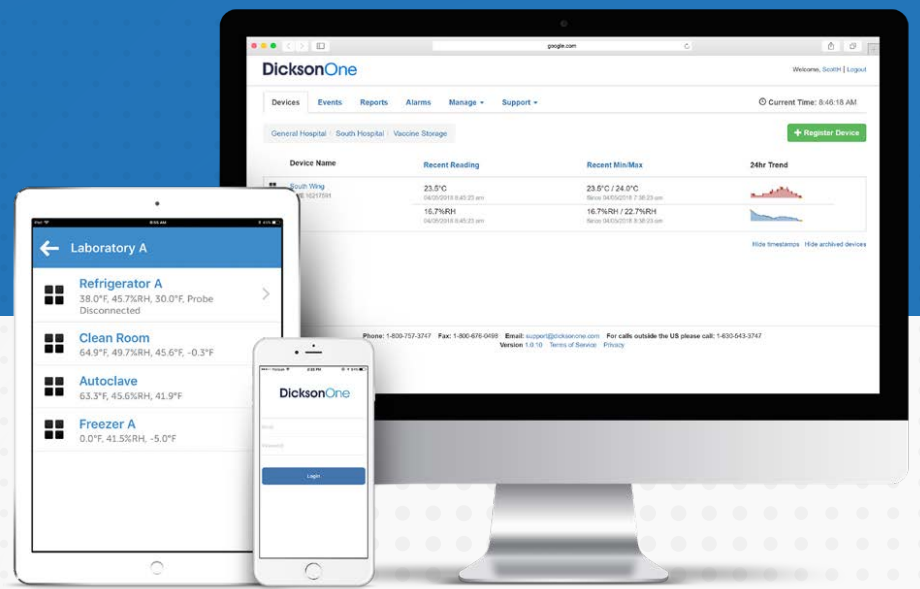 google.com
DicksonOne
Welcome, ScottH | Logout
Devices Events Reports Alarms Manage Support
Current Time: 8:46:18 AM
General Hospital / South Hospital / Vaccine Storage
+ Register Device
Device Name Recent Reading Recent Min/Max 24hr Trend
South Wing
23.5°C
23.5°C / 24.0°C
16.7%RH
16.7%RH / 22.7%RH
Hide timestamps Hide archived devices
Phone: 1-800-757-3747 Fax: 1-800-676-0498 Email: support@dicksonone.com For calls outside the US please call: 1-630-543-3747
Version 1.0.10 Terms of Service Privacy
Laboratory A
Refrigerator A
38.0°F, 45.7%RH, 30.0°F, Probe
Disconnected
Clean Room
64.9°F, 49.7%RH, 45.6°F, -0.3°F
Autoclave
63.3°F, 45.6%RH, 41.9°F
Freezer A
0.0°F, 41.5%RH, -5.0°F
DicksonOne
Login